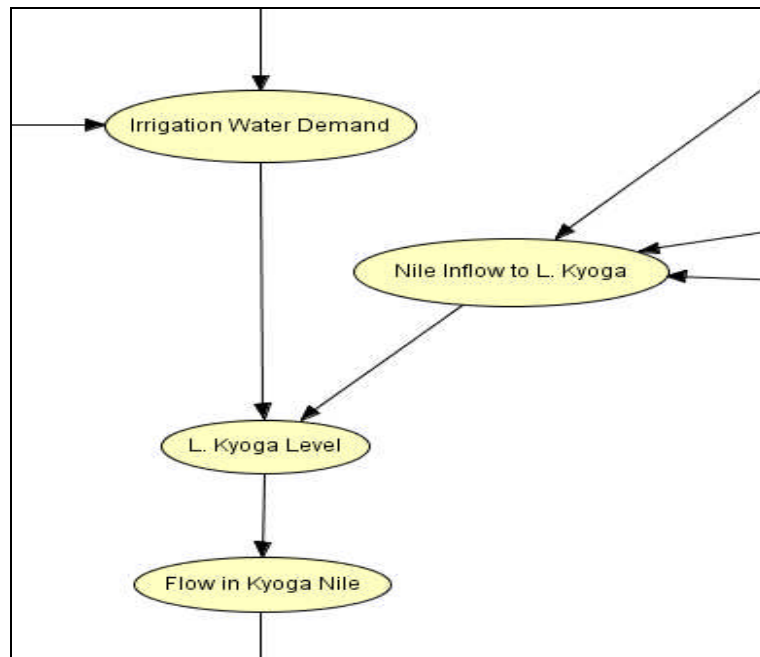 Irrigation Water Demand
Nile Inflow to L. Kyoga
L. Kyoga Level
Flow in Kyoga Nile